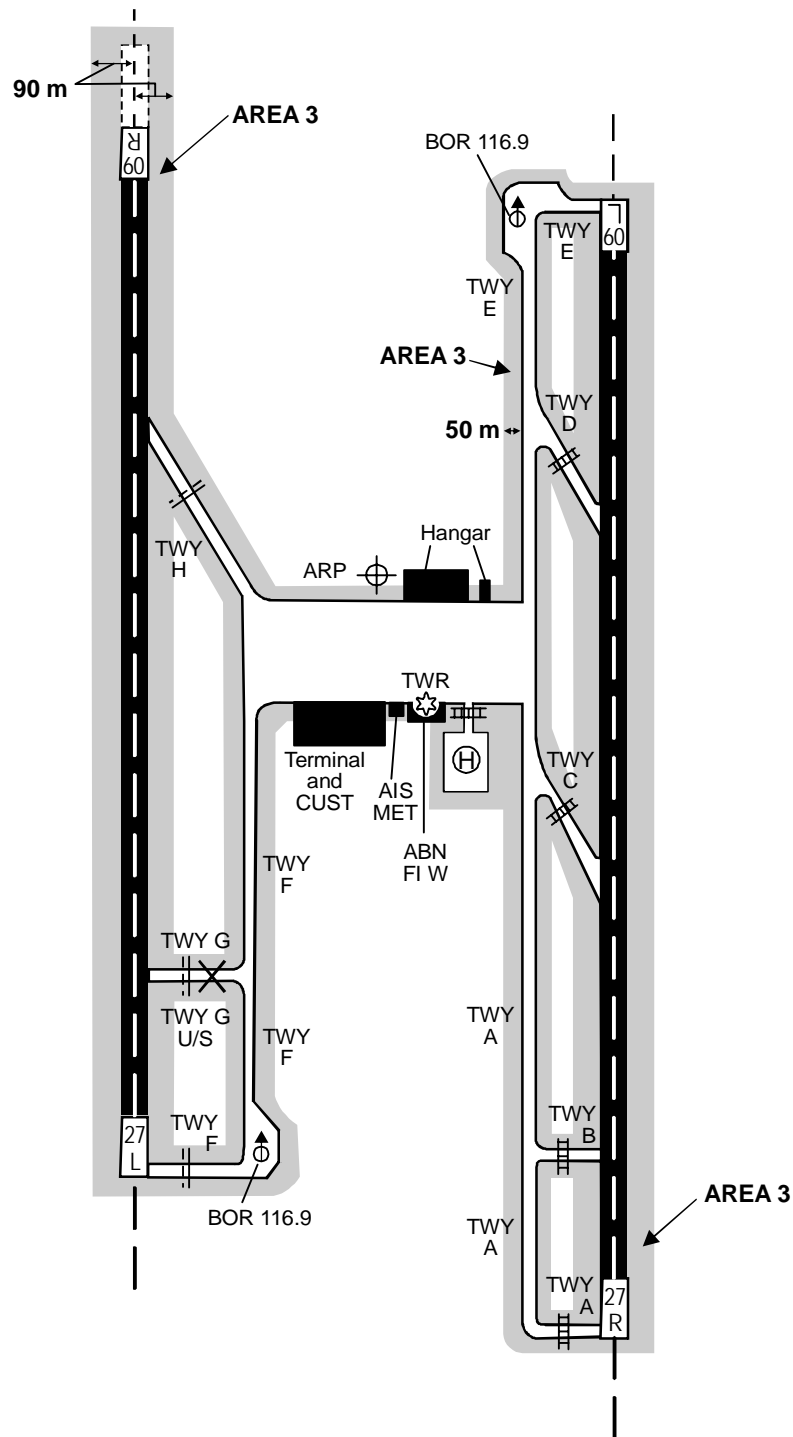 90 m
AREA 3
09
R
BOR 116.9
09
L
TWY
E
TWY
E
AREA 3
50 m
TWY
D
Hangar
ARP
TWY
H
TWR
H
Terminal
and
CUST
AIS
MET
ABN
FI W
TWY
C
TWY
F
TWY G
TWY G
U/S
TWY
F
TWY
A
TWY
F
27
L
BOR 116.9
TWY
B
AREA 3
TWY
A
TWY
A
27
R